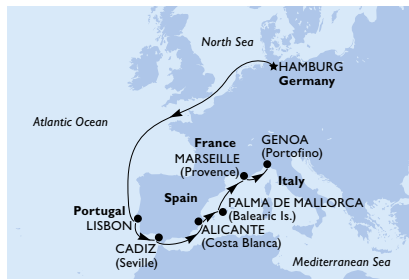 North Sea
HAMBURG
Germany
Atlantic Ocean
France
MARSEILLE
(Provence)
GENOA
(Portofino)
Italy
Spain
Portugal
LISBON
PALMA DE MALLORCA
(Balearic Is.)
ALICANTE
(Costa Blanca)
CADIZ
(Seville)
Mediterranean Sea